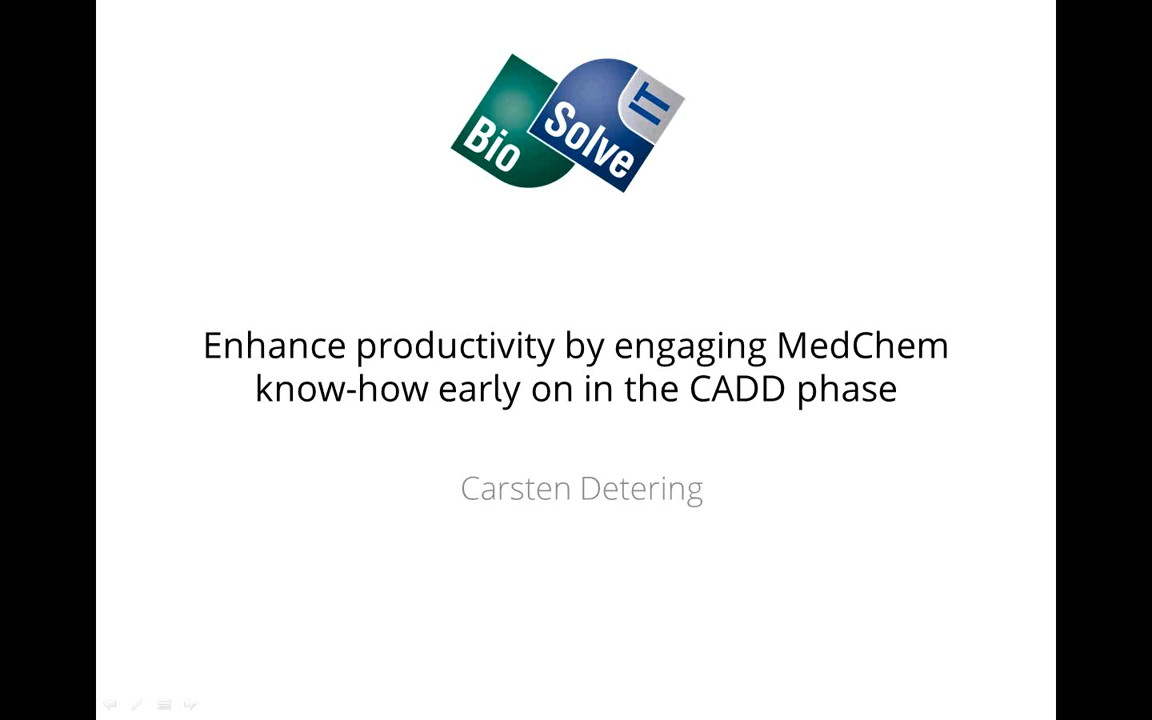 Bio
Solve
IT
Enhance productivity by engaging MedChem
know-how early on in the CADD phase
Carsten Detering